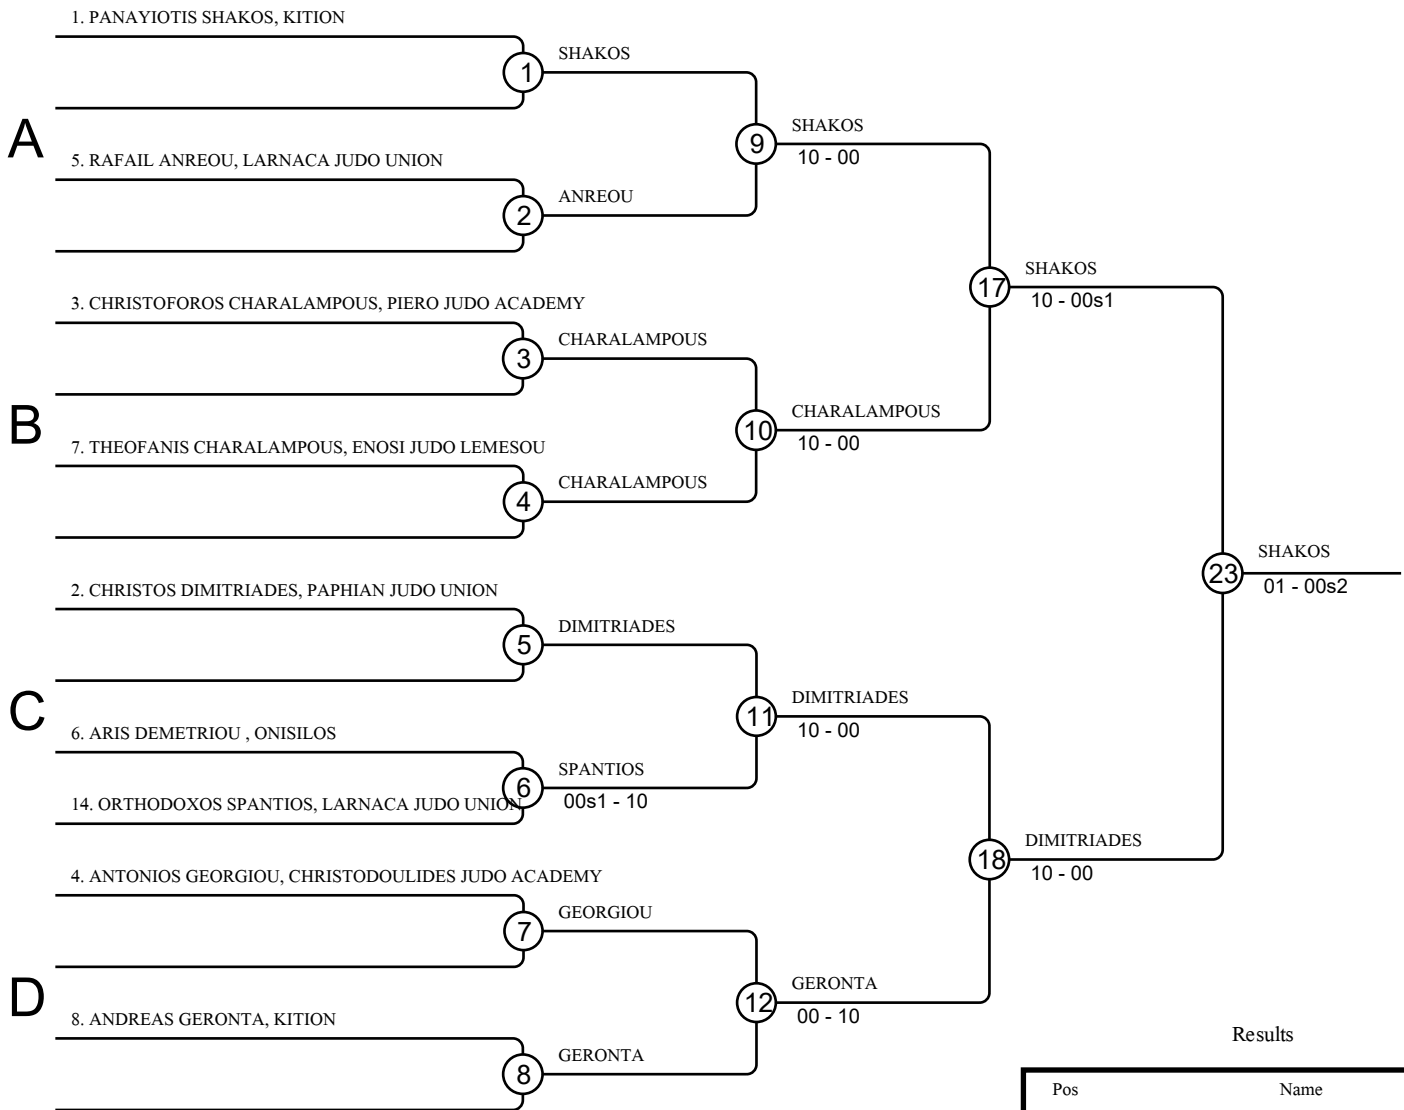 1. PANAYIOTIS SHAKOS, KITION
1
SHAKOS
A
9
SHAKOS
10 - 00
5. RAFAIL ANREOU, LARNACA JUDO UNION
2
ANREOU
17
SHAKOS
10 - 00s1
3. CHRISTOFOROS CHARALAMPOUS, PIERO JUDO ACADEMY
3
CHARALAMPOUS
B
10
CHARALAMPOUS
10 - 00
7. THEOFANIS CHARALAMPOUS, ENOSI JUDO LEMESOU
4
CHARALAMPOUS
23
SHAKOS
01 - 00s2
2. CHRISTOS DIMITRIADES, PAPHIAN JUDO UNION
5
DIMITRIADES
C
11
DIMITRIADES
10 - 00
6. ARIS DEMETRIOU , ONISILOS
6
SPANTIOS
00s1 - 10
14. ORTHODOXOS SPANTIOS, LARNACA JUDO UNION
18
DIMITRIADES
10 - 00
4. ANTONIOS GEORGIOU, CHRISTODOULIDES JUDO ACADEMY
7
GEORGIOU
D
12
GERONTA
00 - 10
8. ANDREAS GERONTA, KITION
8
GERONTA
Results
Pos Name